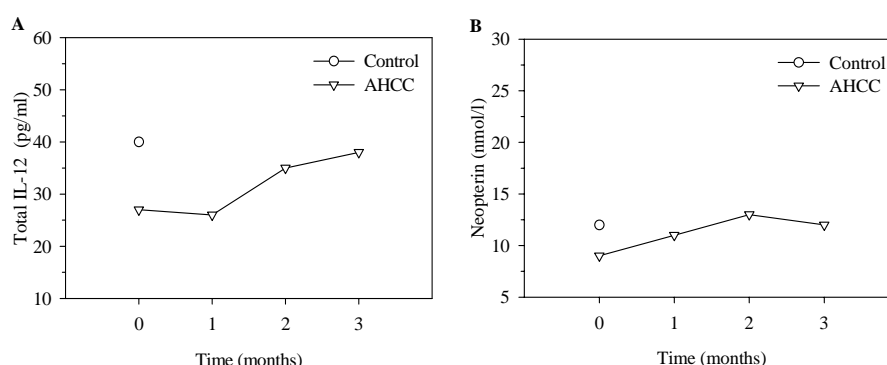 A
60
50
40
30
20
10
Total IL-12 (pg/ml)
Control
AHCC
0 1 2 3
Time (months)
B
30
25
20
15
10
5
Neopterin (nmol/l)
Control
AHCC
0 1 2 3
Time (months)